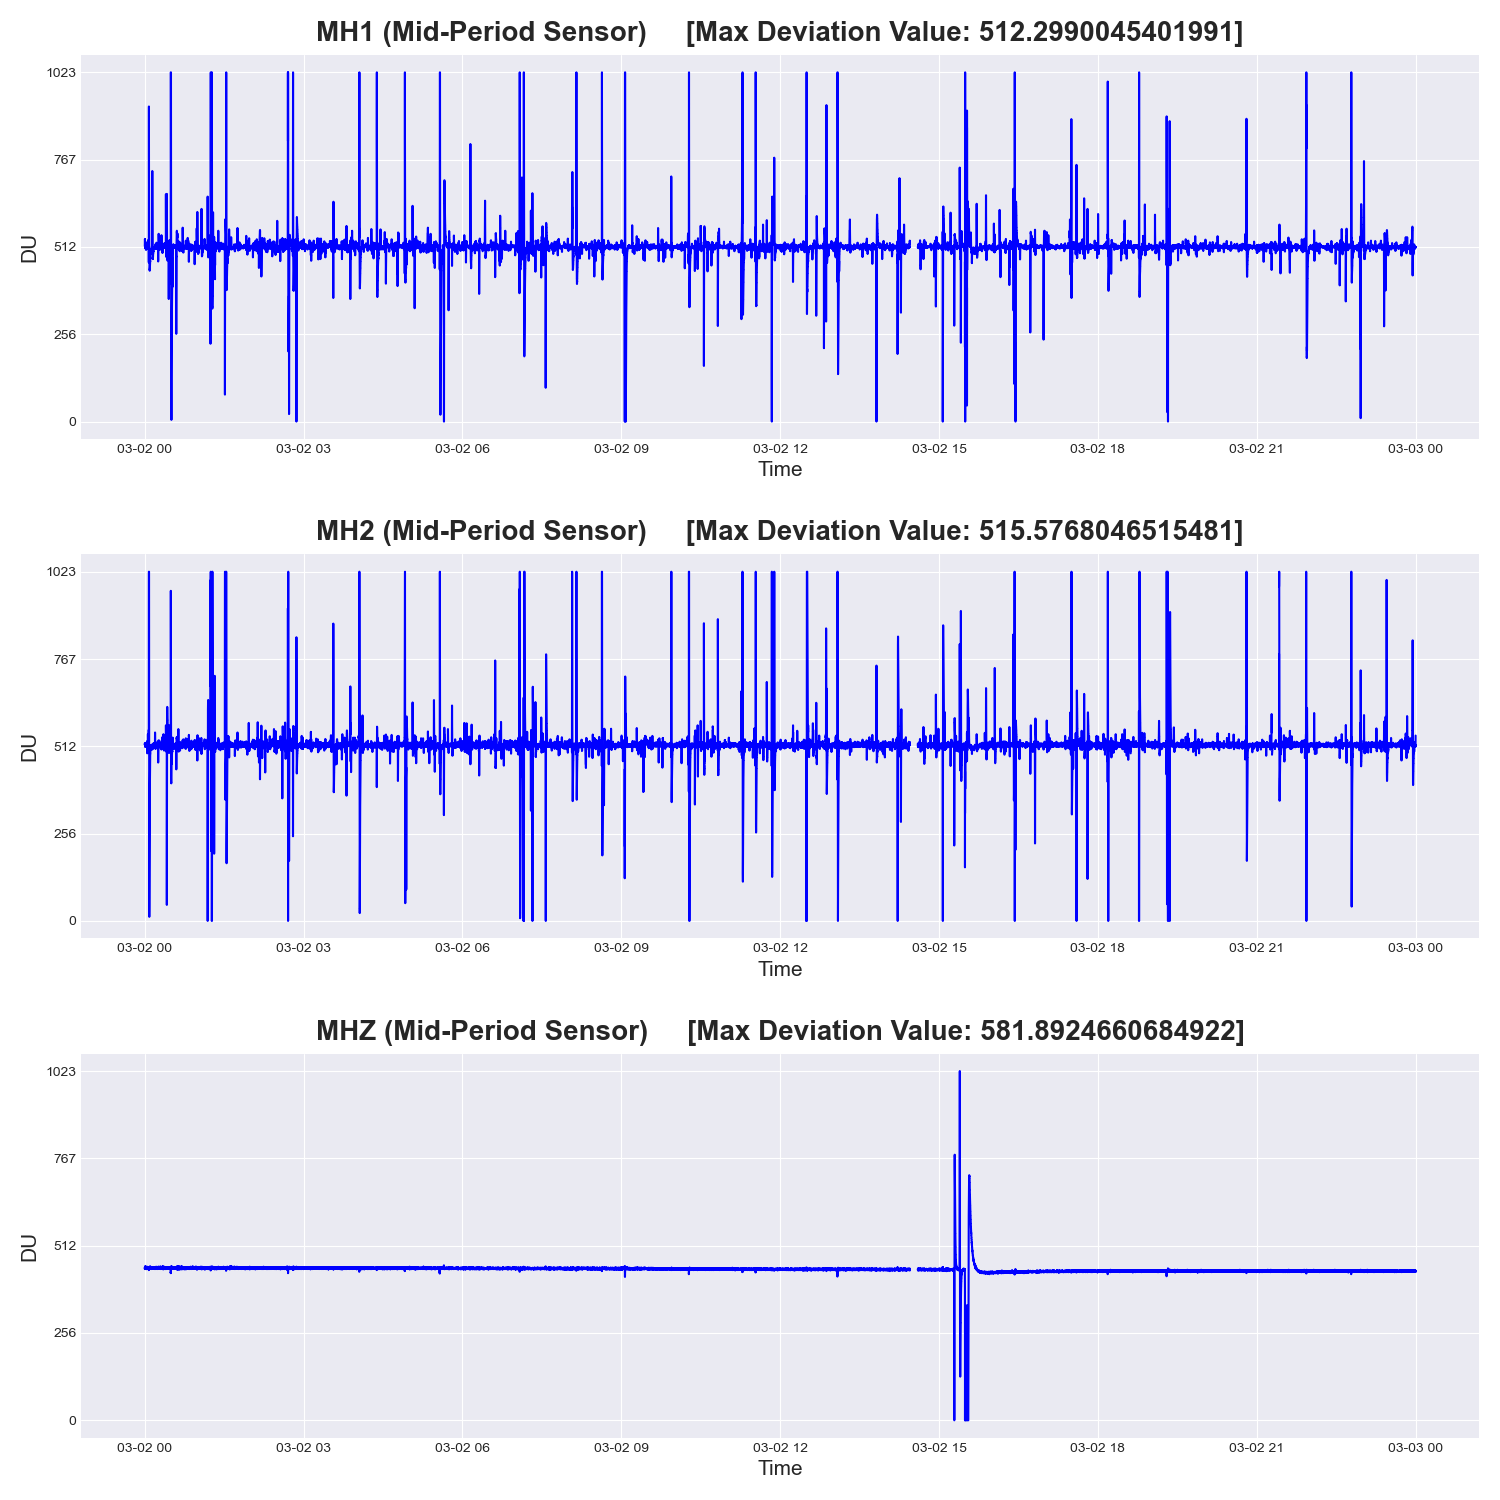 MH1 (Mid-Period Sensor) [Max Deviation Value: 512.2990045401991]
1023
767
512
256
0
DU
03-02 00 03-02 03 03-02 06 03-02 09 03-02 12 03-02 15 03-02 18 03-02 21 03-03 00
Time
MH2 (Mid-Period Sensor) [Max Deviation Value: 515.5768046515481]
1023
767
512
256
0
DU
03-02 00 03-02 03 03-02 06 03-02 09 03-02 12 03-02 15 03-02 18 03-02 21 03-03 00
Time
MHZ (Mid-Period Sensor) [Max Deviation Value: 581.8924660684922]
1023
767
512
256
0
DU
03-02 00 03-02 03 03-02 06 03-02 09 03-02 12 03-02 15 03-02 18 03-02 21 03-03 00
Time